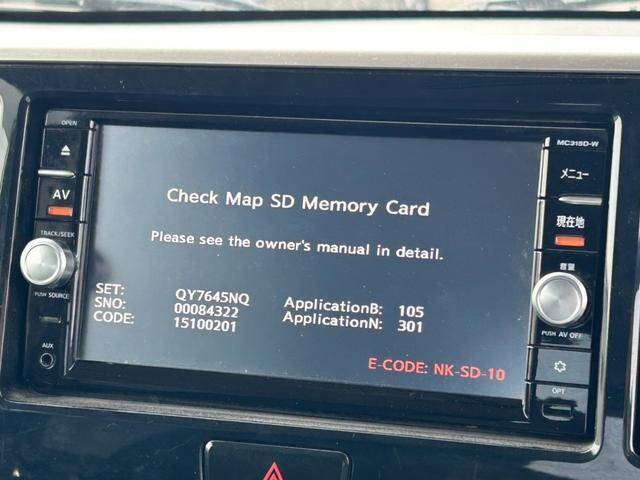 OPEN
MC315D-W
AV
メニュー
TRACK/SEEK
現在地
音量
PUSH SOURCE
PUSH AV OFF
AUX
OPT
Check Map SD Memory Card
Please see the owner's manual in detail.
SET: QY7645NQ ApplicationB: 105
SNO: 00084322 ApplicationN: 301
CODE: 15100201
E-CODE: NK-SD-10